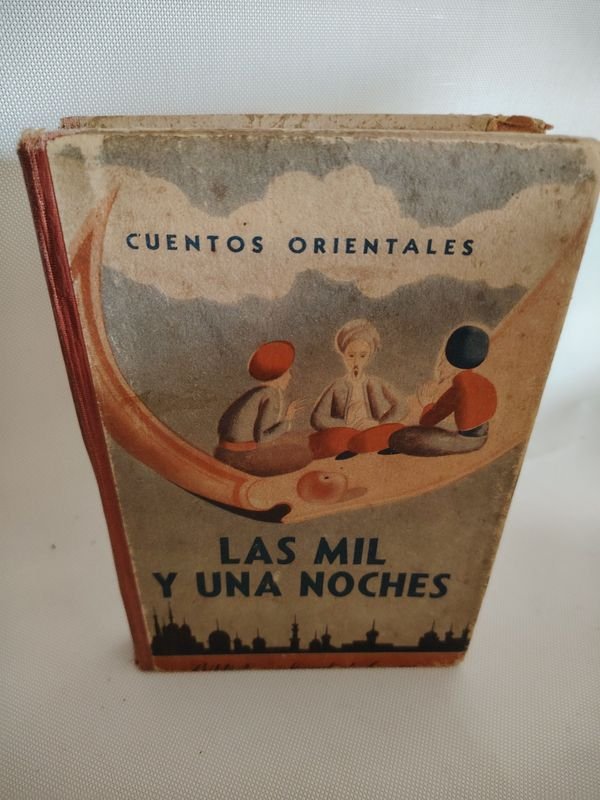 CUENTOS ORIENTALES
LAS MIL
Y UNA NOCHES